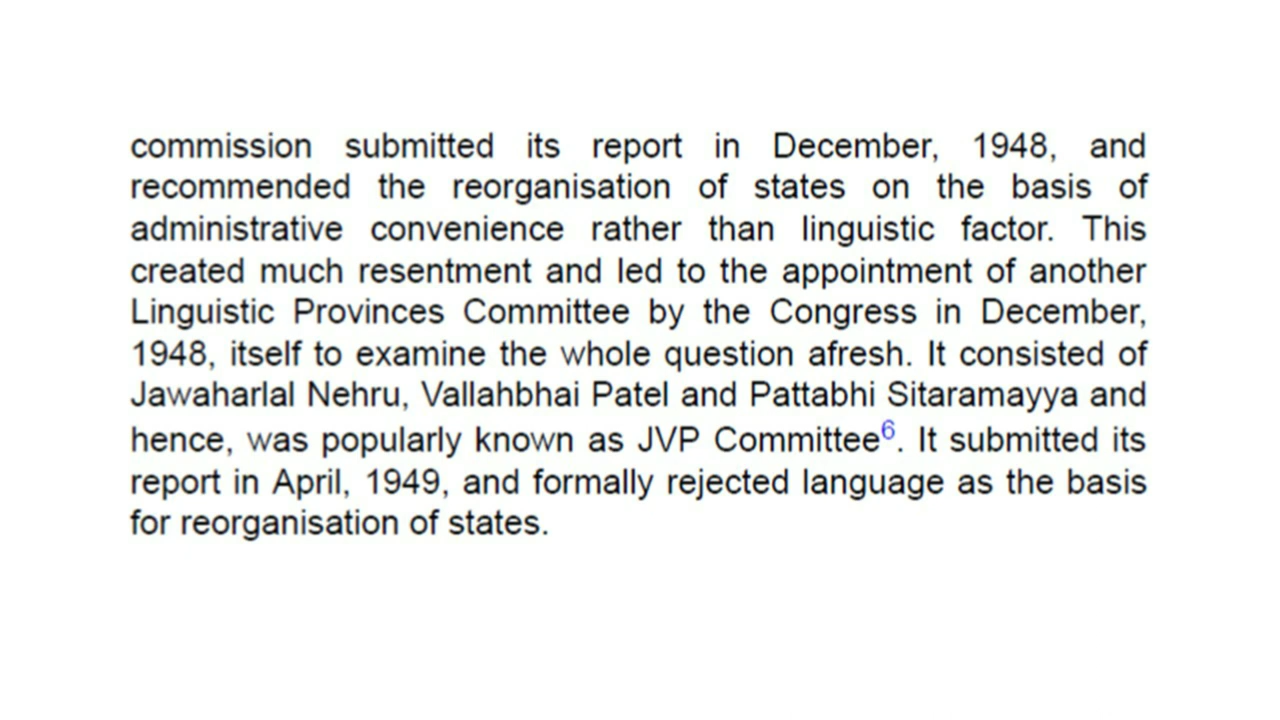 commission submitted its report in December, 1948, and
recommended the reorganisation of states on the basis of
administrative convenience rather than linguistic factor. This
created much resentment and led to the appointment of another
Linguistic Provinces Committee by the Congress in December,
1948, itself to examine the whole question afresh. It consisted of
Jawaharlal Nehru, Vallahbhai Patel and Pattabhi Sitaramayya and
hence, was popularly known as JVP Committee6. It submitted its
report in April, 1949, and formally rejected language as the basis
for reorganisation of states.